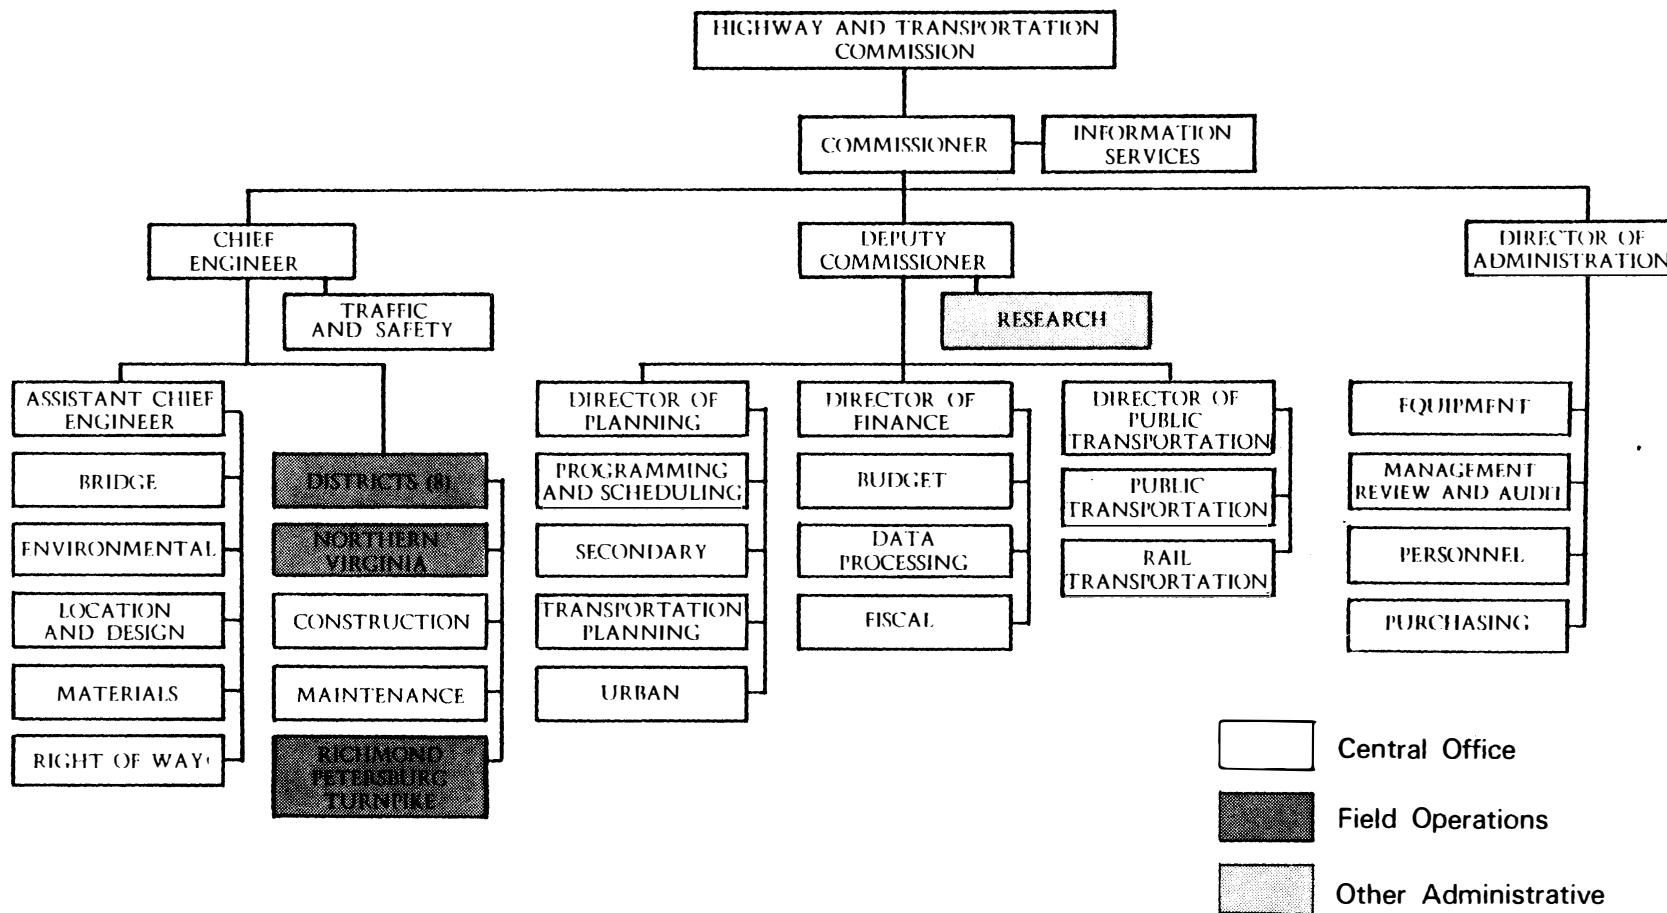 HIGHWAY AND TRANSPORTATION
COMMISSION
COMMISSIONER
INFORMATION
SERVICES
CHIEF
ENGINEER
DEPUTY
COMMISSIONER
DIRECTOR OF
ADMINISTRATION
TRAFFIC
AND SAFETY
RESEARCH
ASSISTANT CHIEF
ENGINEER
BRIDGE
ENVIRONMENTAL
LOCATION
AND DESIGN
MATERIALS
RIGHT OF WAY
DISTRICTS (8)
NORTHERN
VIRGINIA
CONSTRUCTION
MAINTENANCE
RICHMOND
PETERSBURG
TURNPIKE
DIRECTOR OF
PLANNING
PROGRAMMING
AND SCHEDULING
SECONDARY
TRANSPORTATION
PLANNING
URBAN
DIRECTOR OF
FINANCE
BUDGET
DATA
PROCESSING
FISCAL
DIRECTOR OF
PUBLIC
TRANSPORTATION
PUBLIC
TRANSPORTATION
RAIL
TRANSPORTATION
EQUIPMENT
MANAGEMENT
REVIEW AND AUDIT
PERSONNEL
PURCHASING
Central Office
Field Operations
Other Administrative